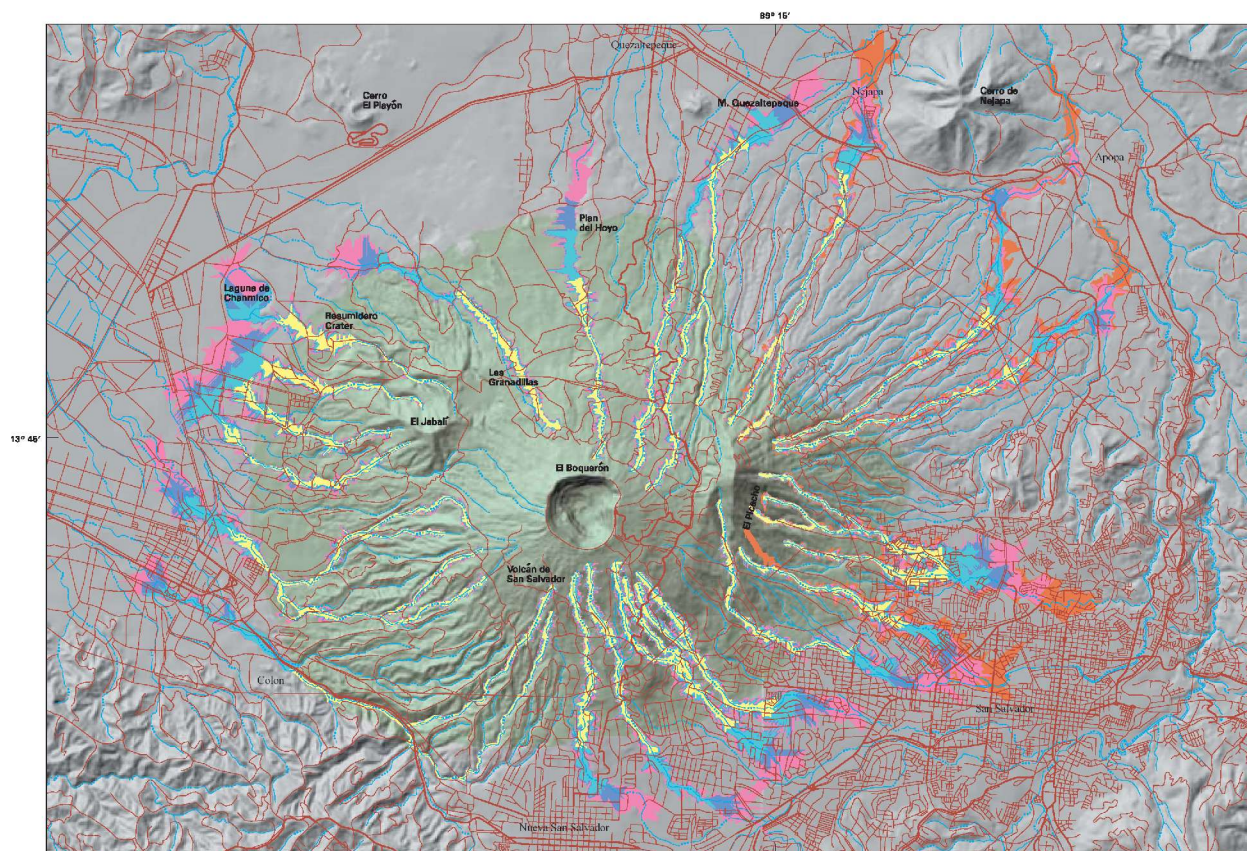 89° 15'
Quezaltepeque
Cerro
El Playón
M. Quezaltepeque
Nejapa
Cerro de
Nejapa
Apopa
Plan
del Hoyo
Laguna de
Chanmico
Resumidero
Crater
Las
Granadillas
El Jabalí
13° 45'
El Boquerón
El Picacho
Volcán de
San Salvador
Colon
San Salvador
Nueva San Salvador